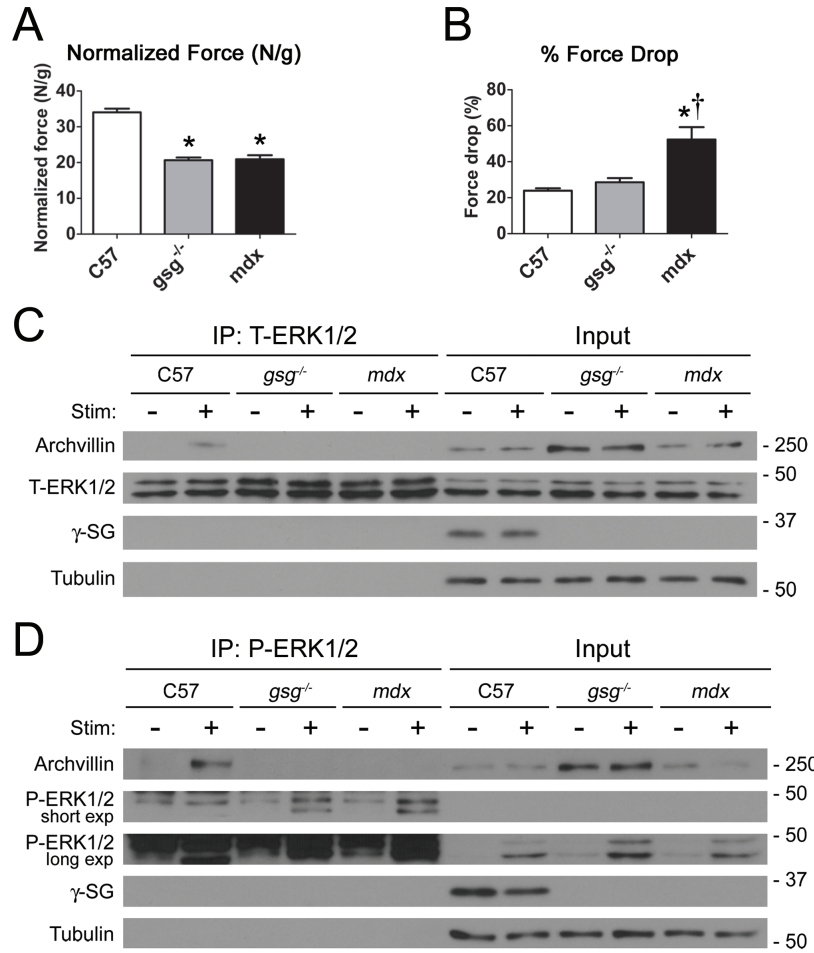 A
Normalized Force (N/g)
Normalized force (N/g)
40
30
20
10
0
*
*
C57
gsg -/-
mdx
B
% Force Drop
Force drop (%)
80
60
40
20
0
*†
C57
gsg -/-
mdx
C
IP: T-ERK1/2 Input
C57 gsg-/- mdx C57 gsg-/- mdx
Stim: - + - + - + - + - + - +
Archvillin - 250
- 50
T-ERK1/2
- 37
γ-SG
Tubulin
- 50
D
IP: P-ERK1/2 Input
C57 gsg-/- mdx C57 gsg-/- mdx
Stim: - + - + - + - + - + - +
Archvillin - 250
P-ERK1/2 - 50
short exp
P-ERK1/2 - 50
long exp
- 37
γ-SG
Tubulin
- 50